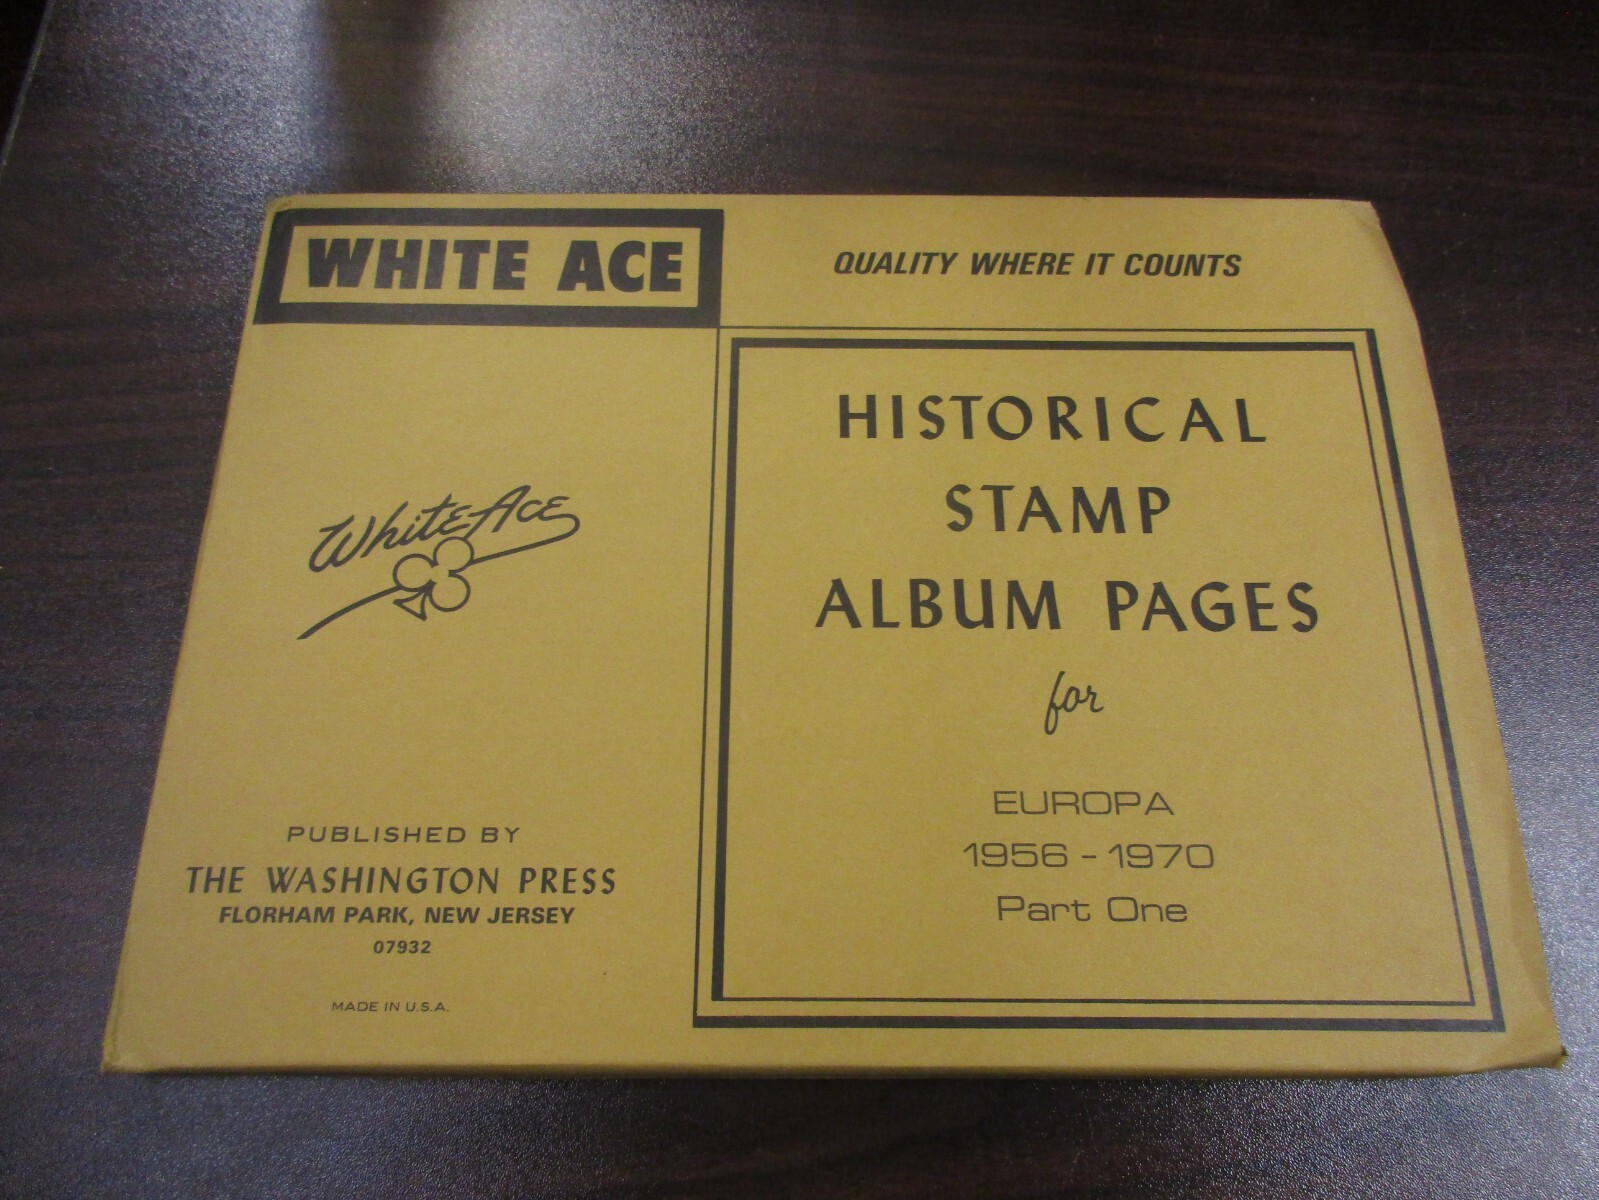 WHITE ACE
QUALITY WHERE IT COUNTS
White Ace
PUBLISHED BY
THE WASHINGTON PRESS
FLORHAM PARK, NEW JERSEY
07932
MADE IN U.S.A.
HISTORICAL
STAMP
ALBUM PAGES
for
EUROPA
1956 - 1970
Part One